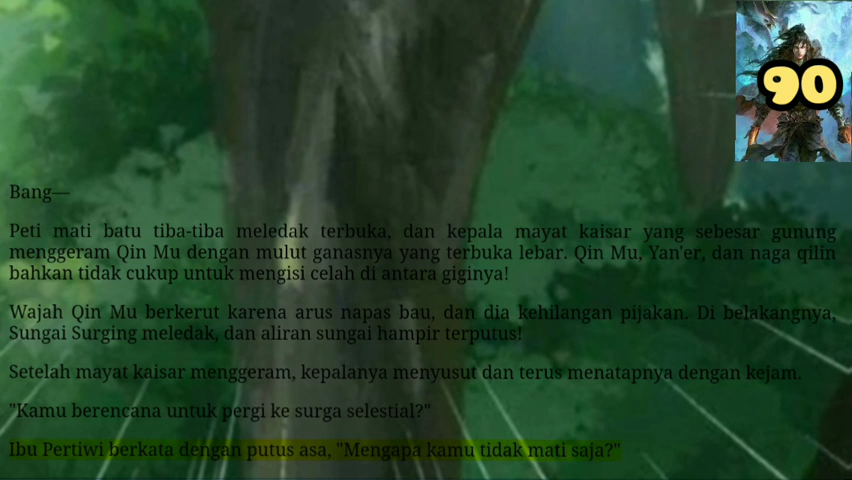 90
Bang—
Peti mati batu tiba-tiba meledak terbuka, dan kepala mayat kaisar yang sebesar gunung
menggeram Qin Mu dengan mulut ganasnya yang terbuka lebar. Qin Mu, Yan'er, dan naga qilin
bahkan tidak cukup untuk mengisi celah di antara giginya!
Wajah Qin Mu berkerut karena arus napas bau, dan dia kehilangan pijakan. Di belakangnya,
Sungai Surging meledak, dan aliran sungai hampir terputus!
Setelah mayat kaisar menggeram, kepalanya menyusut dan terus menatapnya dengan kejam.
"Kamu berencana untuk pergi ke surga selestial?"
Ibu Pertiwi berkata dengan putus asa, "Mengapa kamu tidak mati saja?"